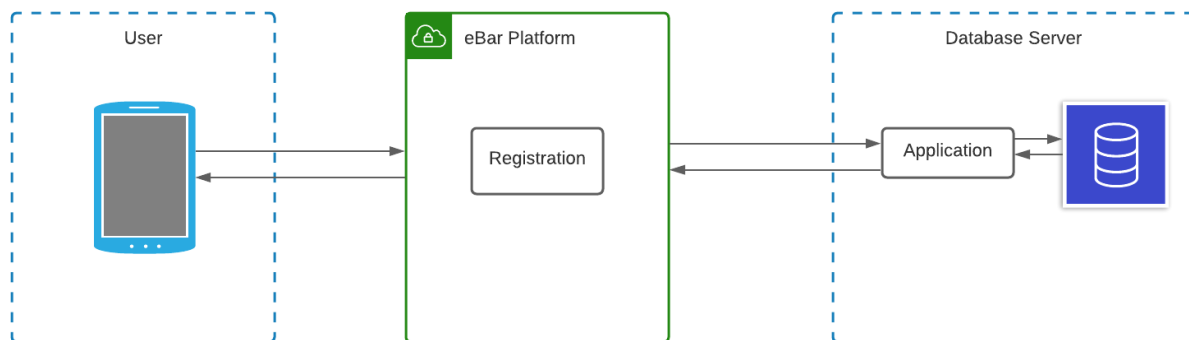 User
eBar Platform
Database Server
Registration
Application